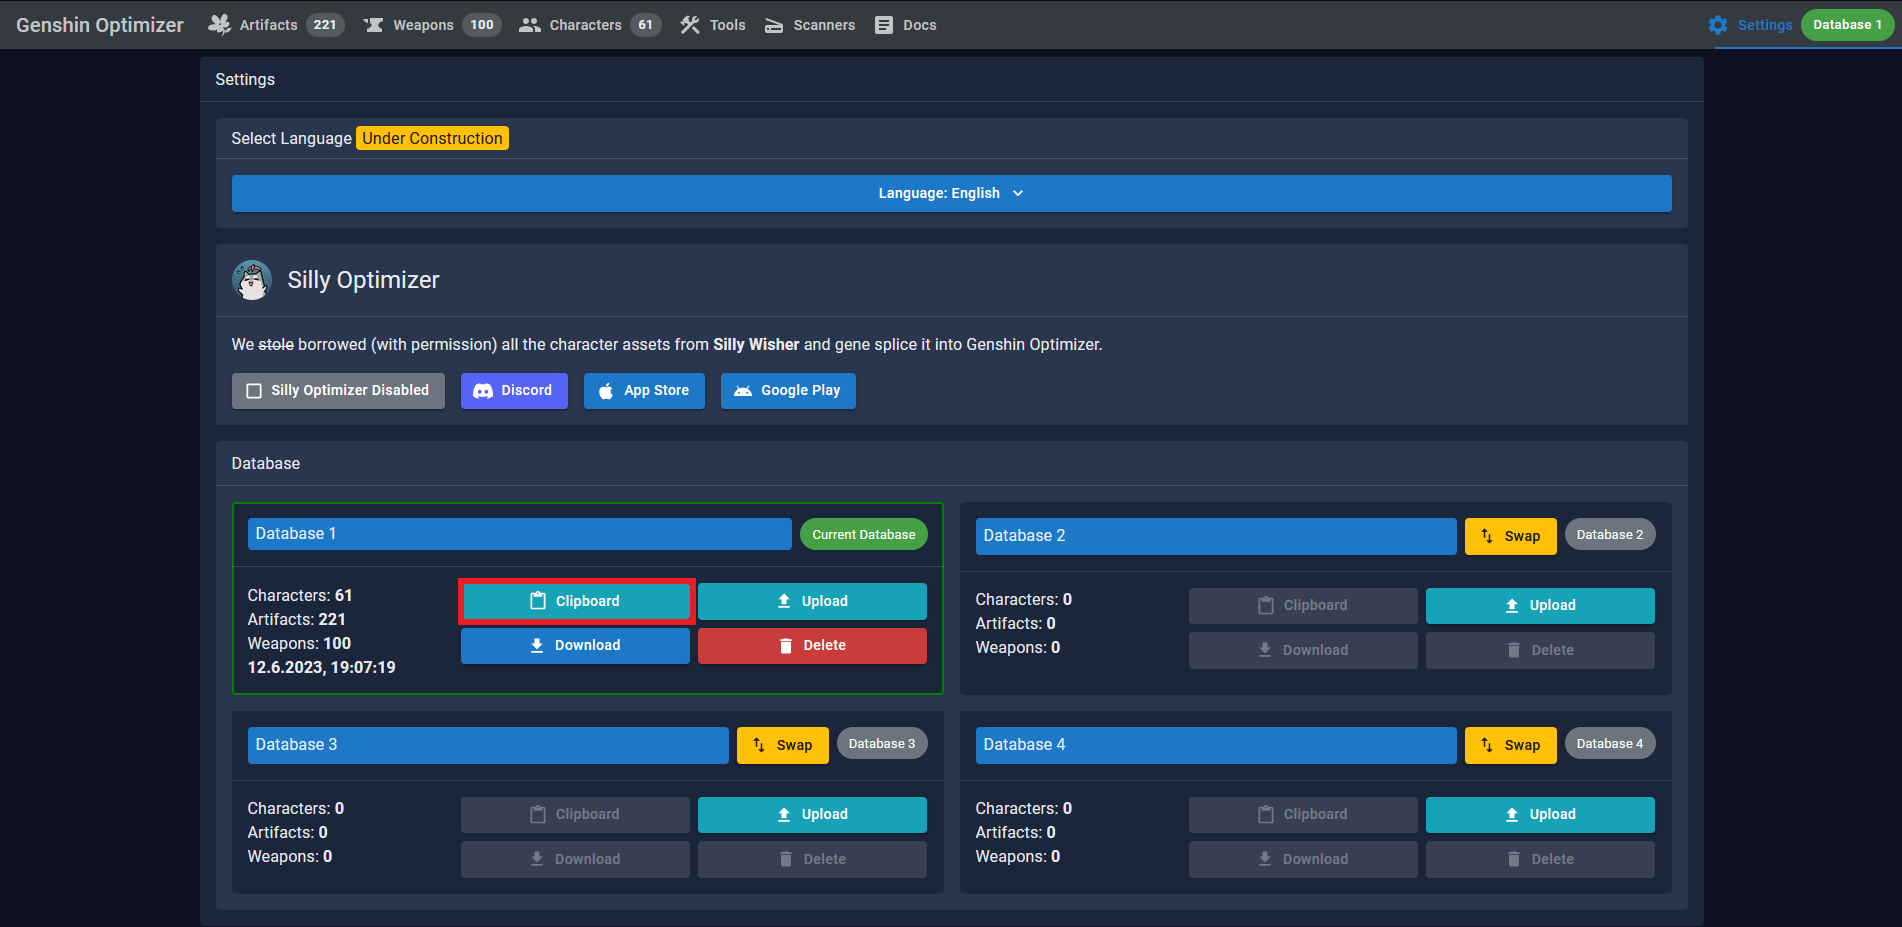 Genshin Optimizer Artifacts 221 Weapons 100 Characters 61 Tools Scanners Docs Settings Database 1
Settings
Select Language Under Construction
Language: English
Silly Optimizer
We stole borrowed (with permission) all the character assets from Silly Wisher and gene splice it into Genshin Optimizer.
Silly Optimizer Disabled Discord App Store Google Play
Database
Database 1 Current Database
Characters: 61
Artifacts: 221
Weapons: 100
12.6.2023, 19:07:19
Clipboard Upload
Download Delete
Database 2 Swap Database 2
Characters: 0
Artifacts: 0
Weapons: 0
Clipboard Upload
Download Delete
Database 3 Swap Database 3
Characters: 0
Artifacts: 0
Weapons: 0
Clipboard Upload
Download Delete
Database 4 Swap Database 4
Characters: 0
Artifacts: 0
Weapons: 0
Clipboard Upload
Download Delete